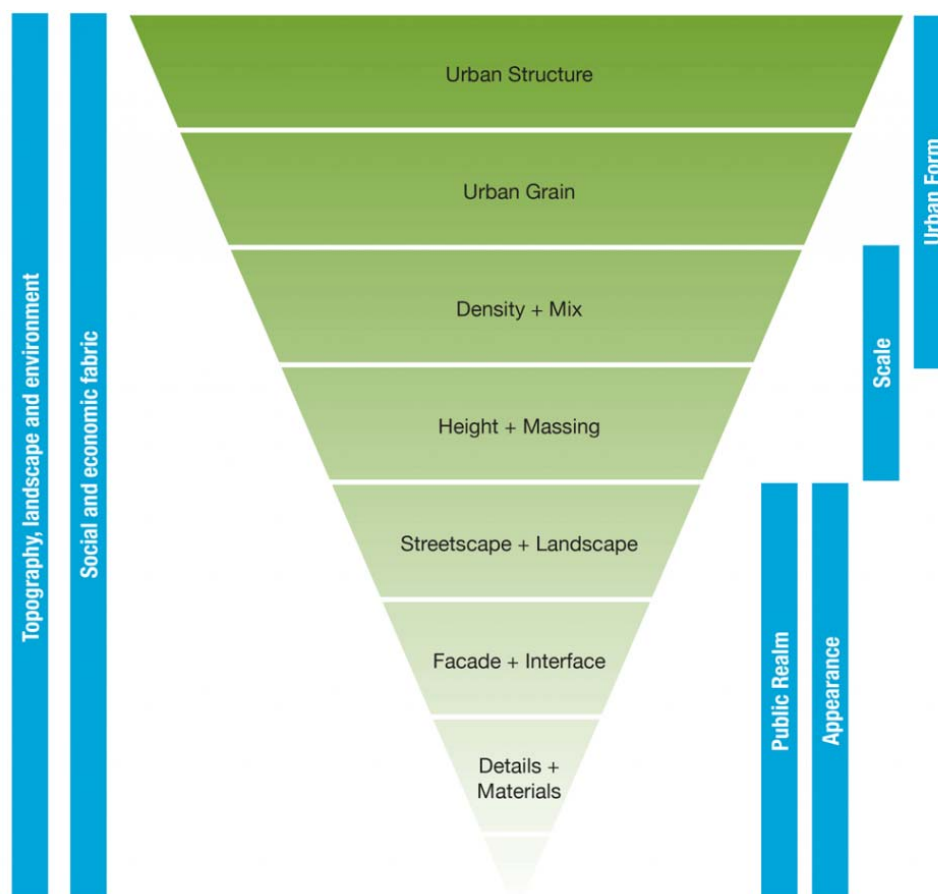 Urban Structure
Urban Grain
Density + Mix
Height + Massing
Streetscape + Landscape
Facade + Interface
Details +
Materials
Topography, landscape and environment
Social and economic fabric
Urban Form
Scale
Public Realm
Appearance